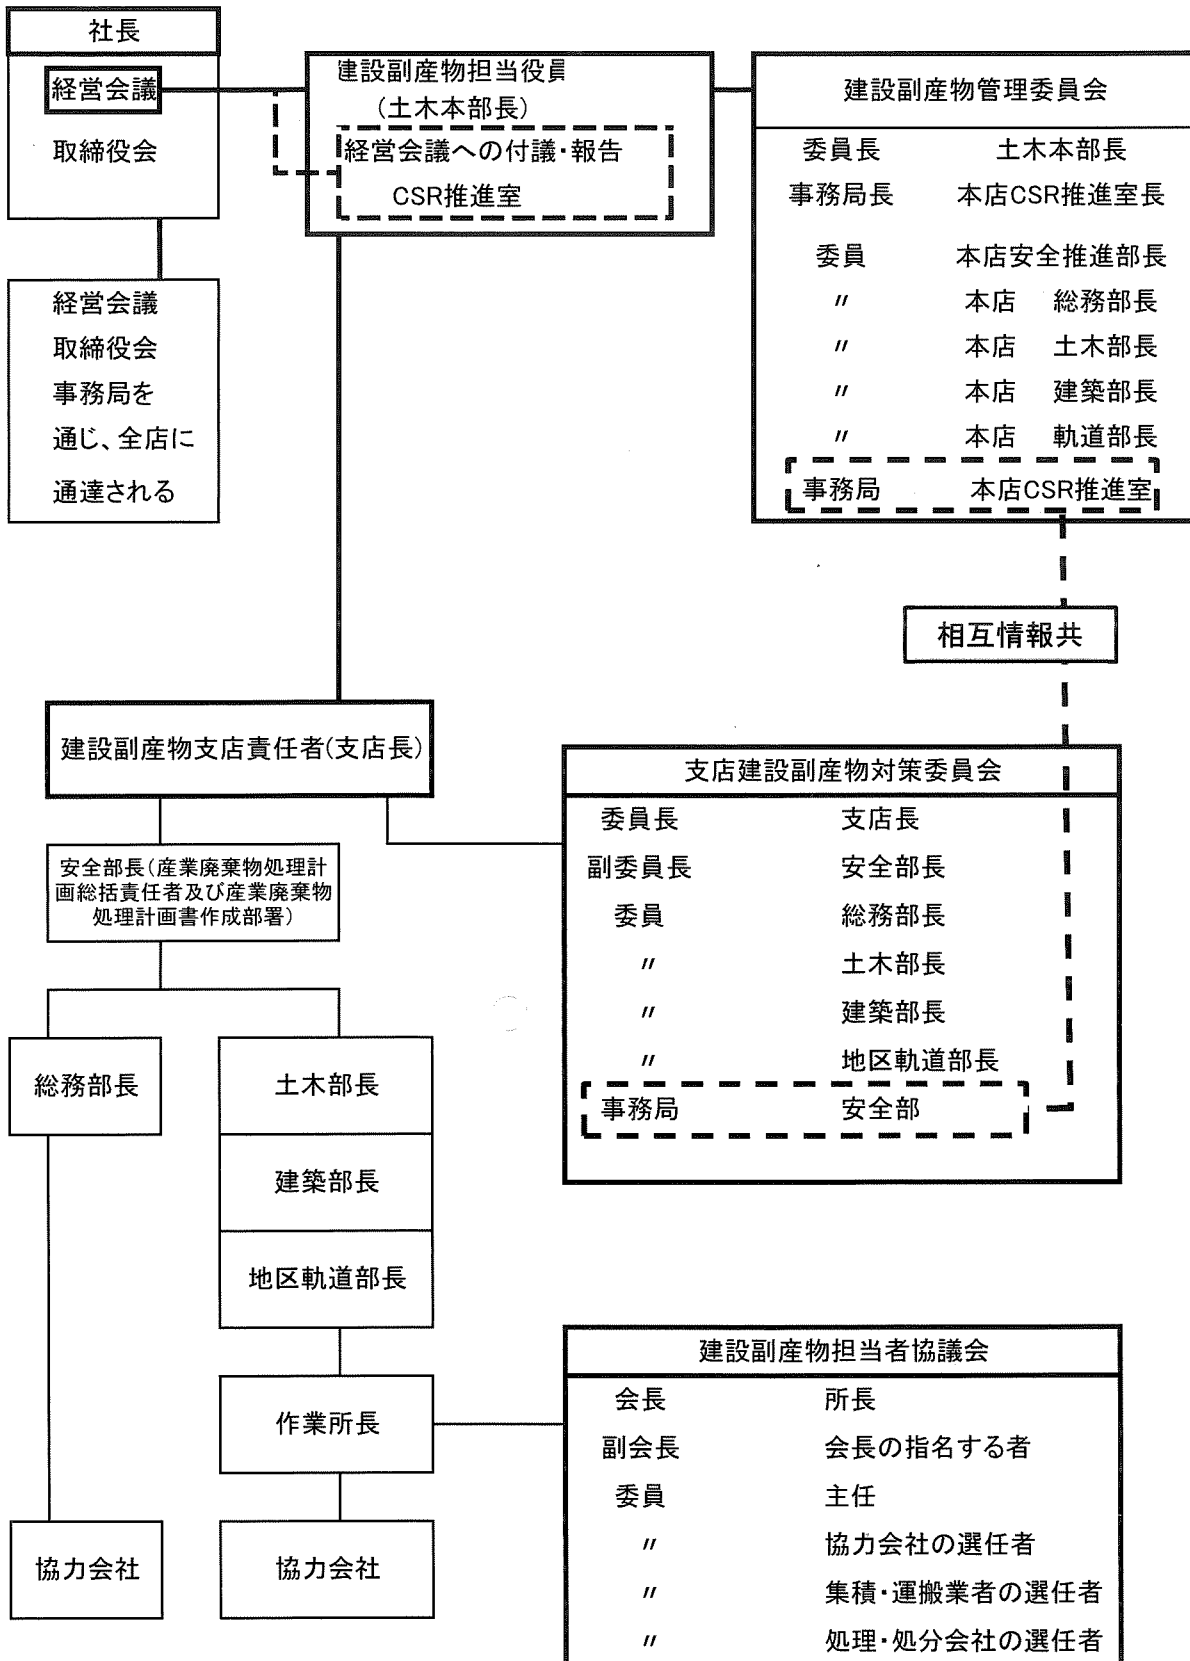 社長
経営会議
取締役会
建設副産物担当役員
(土木本部長)
経営会議への付議・報告
CSR推進室
建設副産物管理委員会
委員長 土木本部長
事務局長 本店CSR推進室長
委員 本店安全推進部長
〃 本店 総務部長
〃 本店 土木部長
〃 本店 建築部長
〃 本店 軌道部長
事務局 本店CSR推進室
経営会議
取締役会
事務局を
通じ、全店に
通達される
相互情報共
建設副産物支店責任者(支店長)
支店建設副産物対策委員会
委員長 支店長
副委員長 安全部長
委員 総務部長
〃 土木部長
〃 建築部長
〃 地区軌道部長
事務局 安全部
安全部長(産業廃棄物処理計
画総括責任者及び産業廃棄物
処理計画書作成部署)
総務部長
土木部長
建築部長
地区軌道部長
作業所長
協力会社
協力会社
建設副産物担当者協議会
会長 所長
副会長 会長の指名する者
委員 主任
〃 協力会社の選任者
〃 集積・運搬業者の選任者
〃 処理・処分会社の選任者